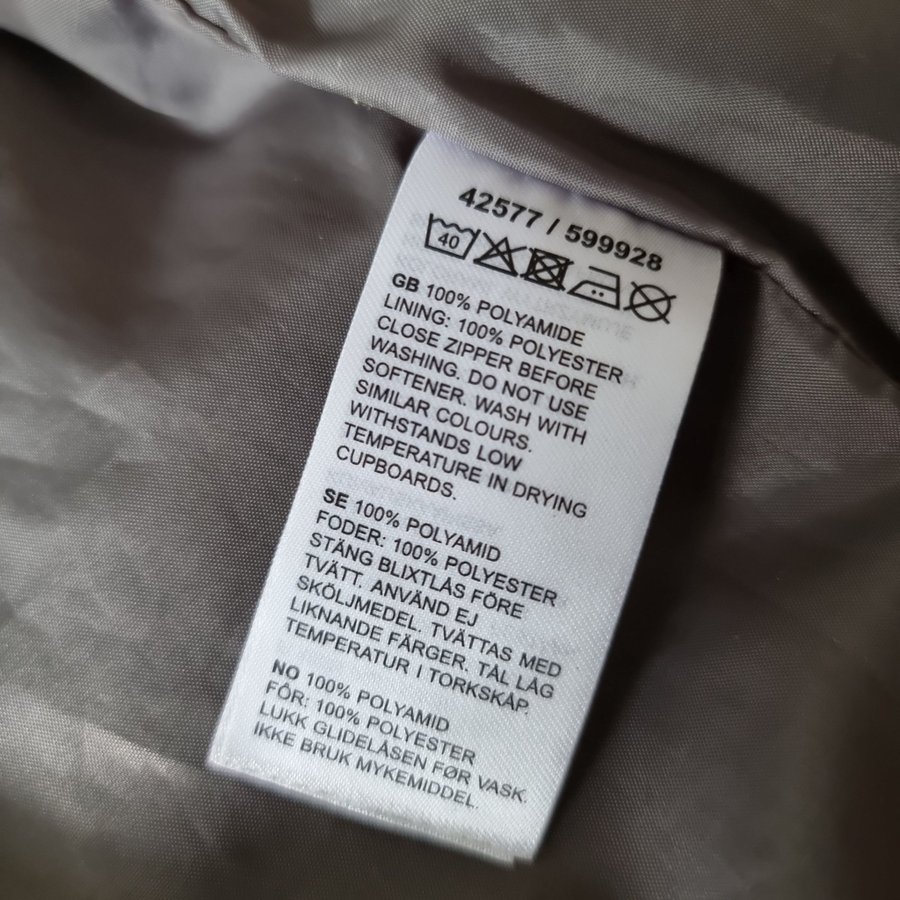 42577 / 599928
40
GB 100% POLYAMIDE
LINING: 100% POLYESTER
CLOSE ZIPPER BEFORE
WASHING. DO NOT USE
SOFTENER. WASH WITH
SIMILAR COLOURS.
WITHSTANDS LOW
TEMPERATURE IN DRYING
CUPBOARDS.
SE 100% POLYAMID
FODER: 100% POLYESTER
STÄNG BLIXTLÅS FÖRE
TVÄTT. ANVÄND EJ
SKÖLJMEDEL. TVÄTTAS MED
LIKNANDE FÄRGER. TÅL LÅG
TEMPERATUR I TORKSKÅP.
NO 100% POLYAMID
FÔR: 100% POLYESTER
LUKK GLIDELÅSEN FØR VASK.
IKKE BRUK MYKEMIDDEL.